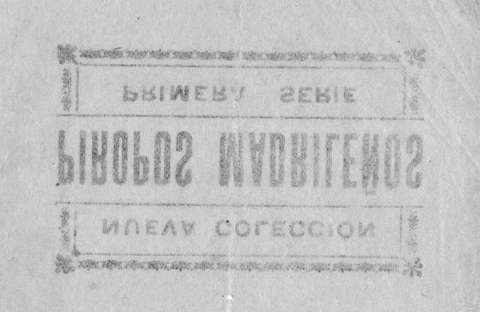 NUEVA COLECCION
PIROPOS MADRILEÑOS
PRIMERA SERIE